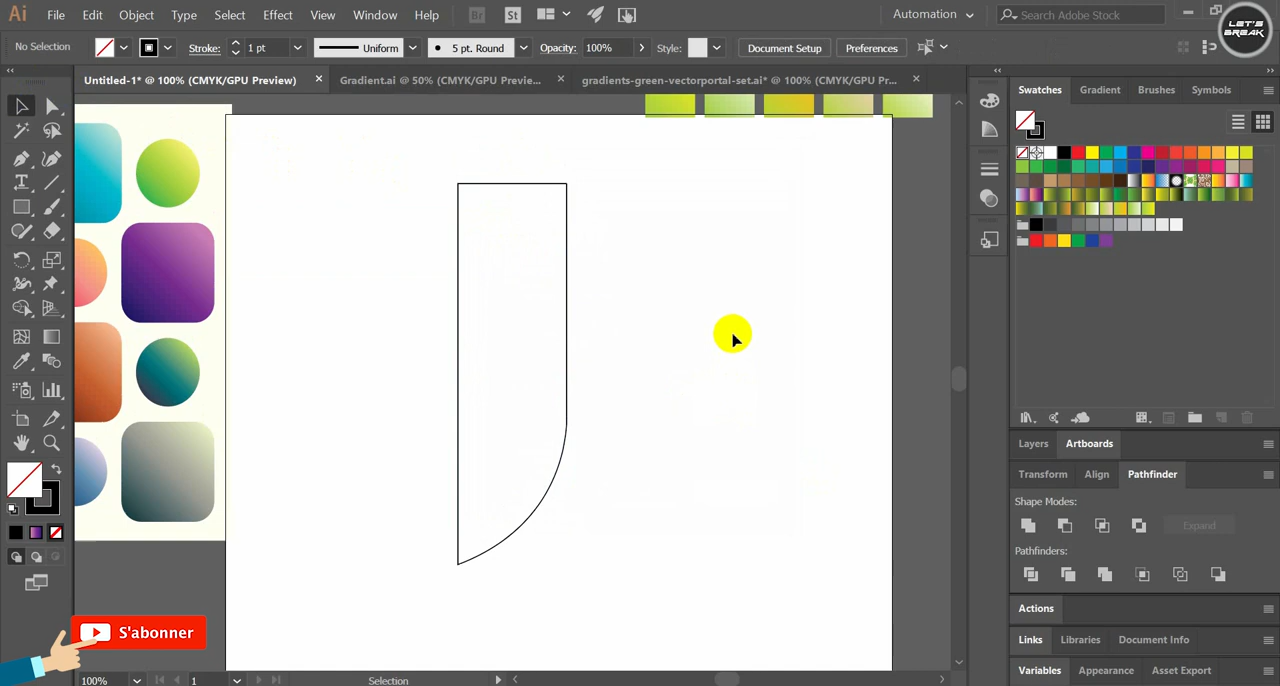 Ai File Edit Object Type Select Effect View Window Help Br St Automation Search Adobe Stock
LET'S BREAK
No Selection Stroke: 1 pt Uniform 5 pt. Round Opacity: 100% Style: Document Setup Preferences
Untitled-1* @ 100% (CMYK/GPU Preview) Gradient.ai @ 50% (CMYK/GPU Previe... gradients-green-vectorportal-set.ai* @ 100% (CMYK/GPU Pr...
Swatches Gradient Brushes Symbols
Layers Artboards
Transform Align Pathfinder
Shape Modes:
Expand
Pathfinders:
Actions
S'abonner
Links Libraries Document Info
Variables Appearance Asset Export
100% 1 Selection